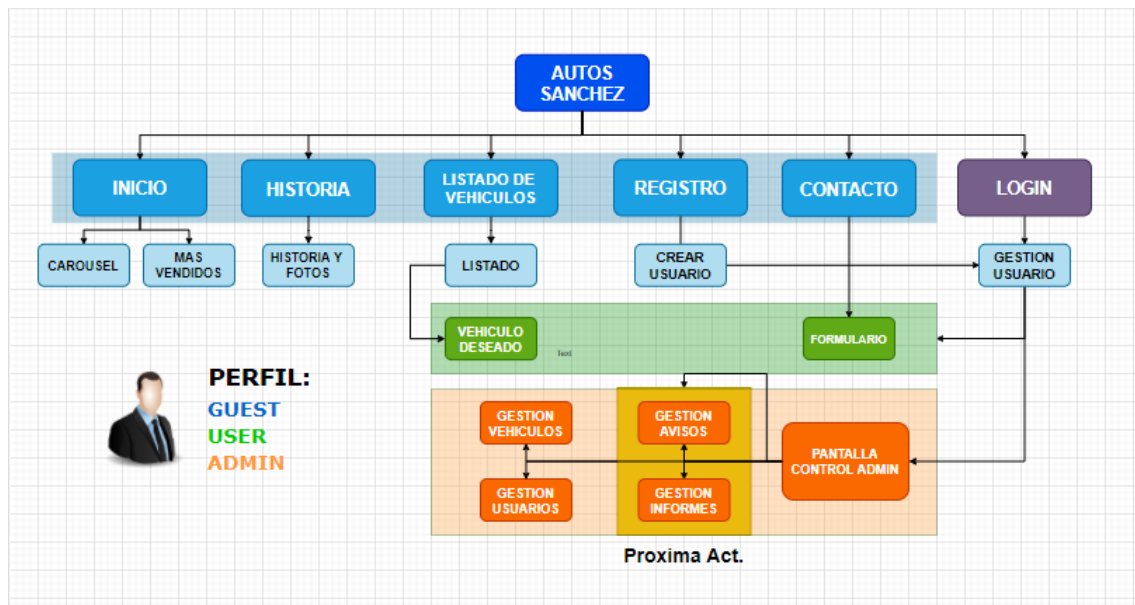 AUTOS
SANCHEZ
INICIO
HISTORIA
LISTADO DE
VEHICULOS
REGISTRO
CONTACTO
LOGIN
CAROUSEL
MAS
VENDIDOS
HISTORIA Y
FOTOS
LISTADO
CREAR
USUARIO
GESTION
USUARIO
VEHICULO
DESEADO
Text
FORMULARIO
PERFIL:
GUEST
USER
ADMIN
GESTION
VEHICULOS
GESTION
AVISOS
PANTALLA
CONTROL ADMIN
GESTION
USUARIOS
GESTION
INFORMES
Proxima Act.